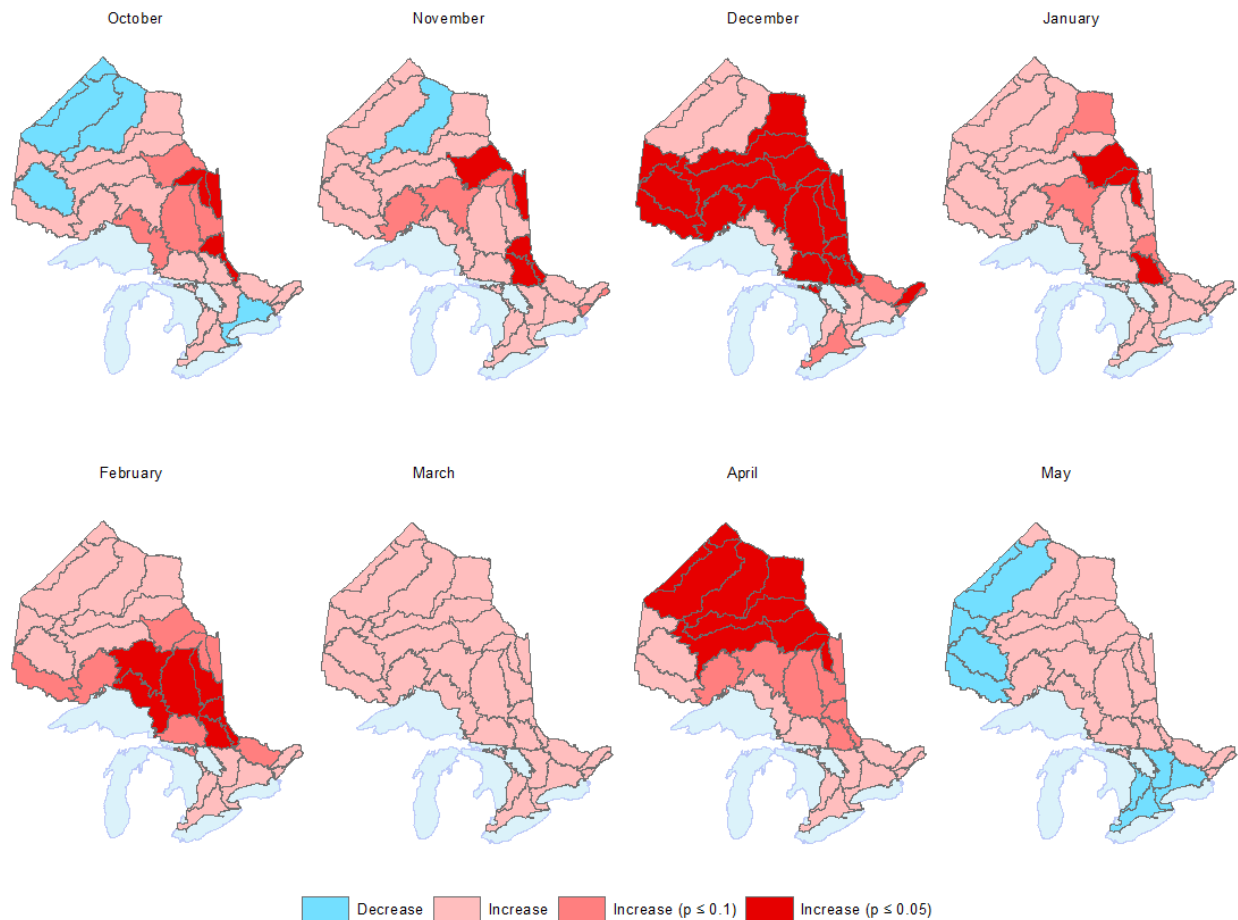 October
November
December
January
February
March
April
May
Decrease
Increase
Increase (p ≤ 0.1)
Increase (p ≤ 0.05)